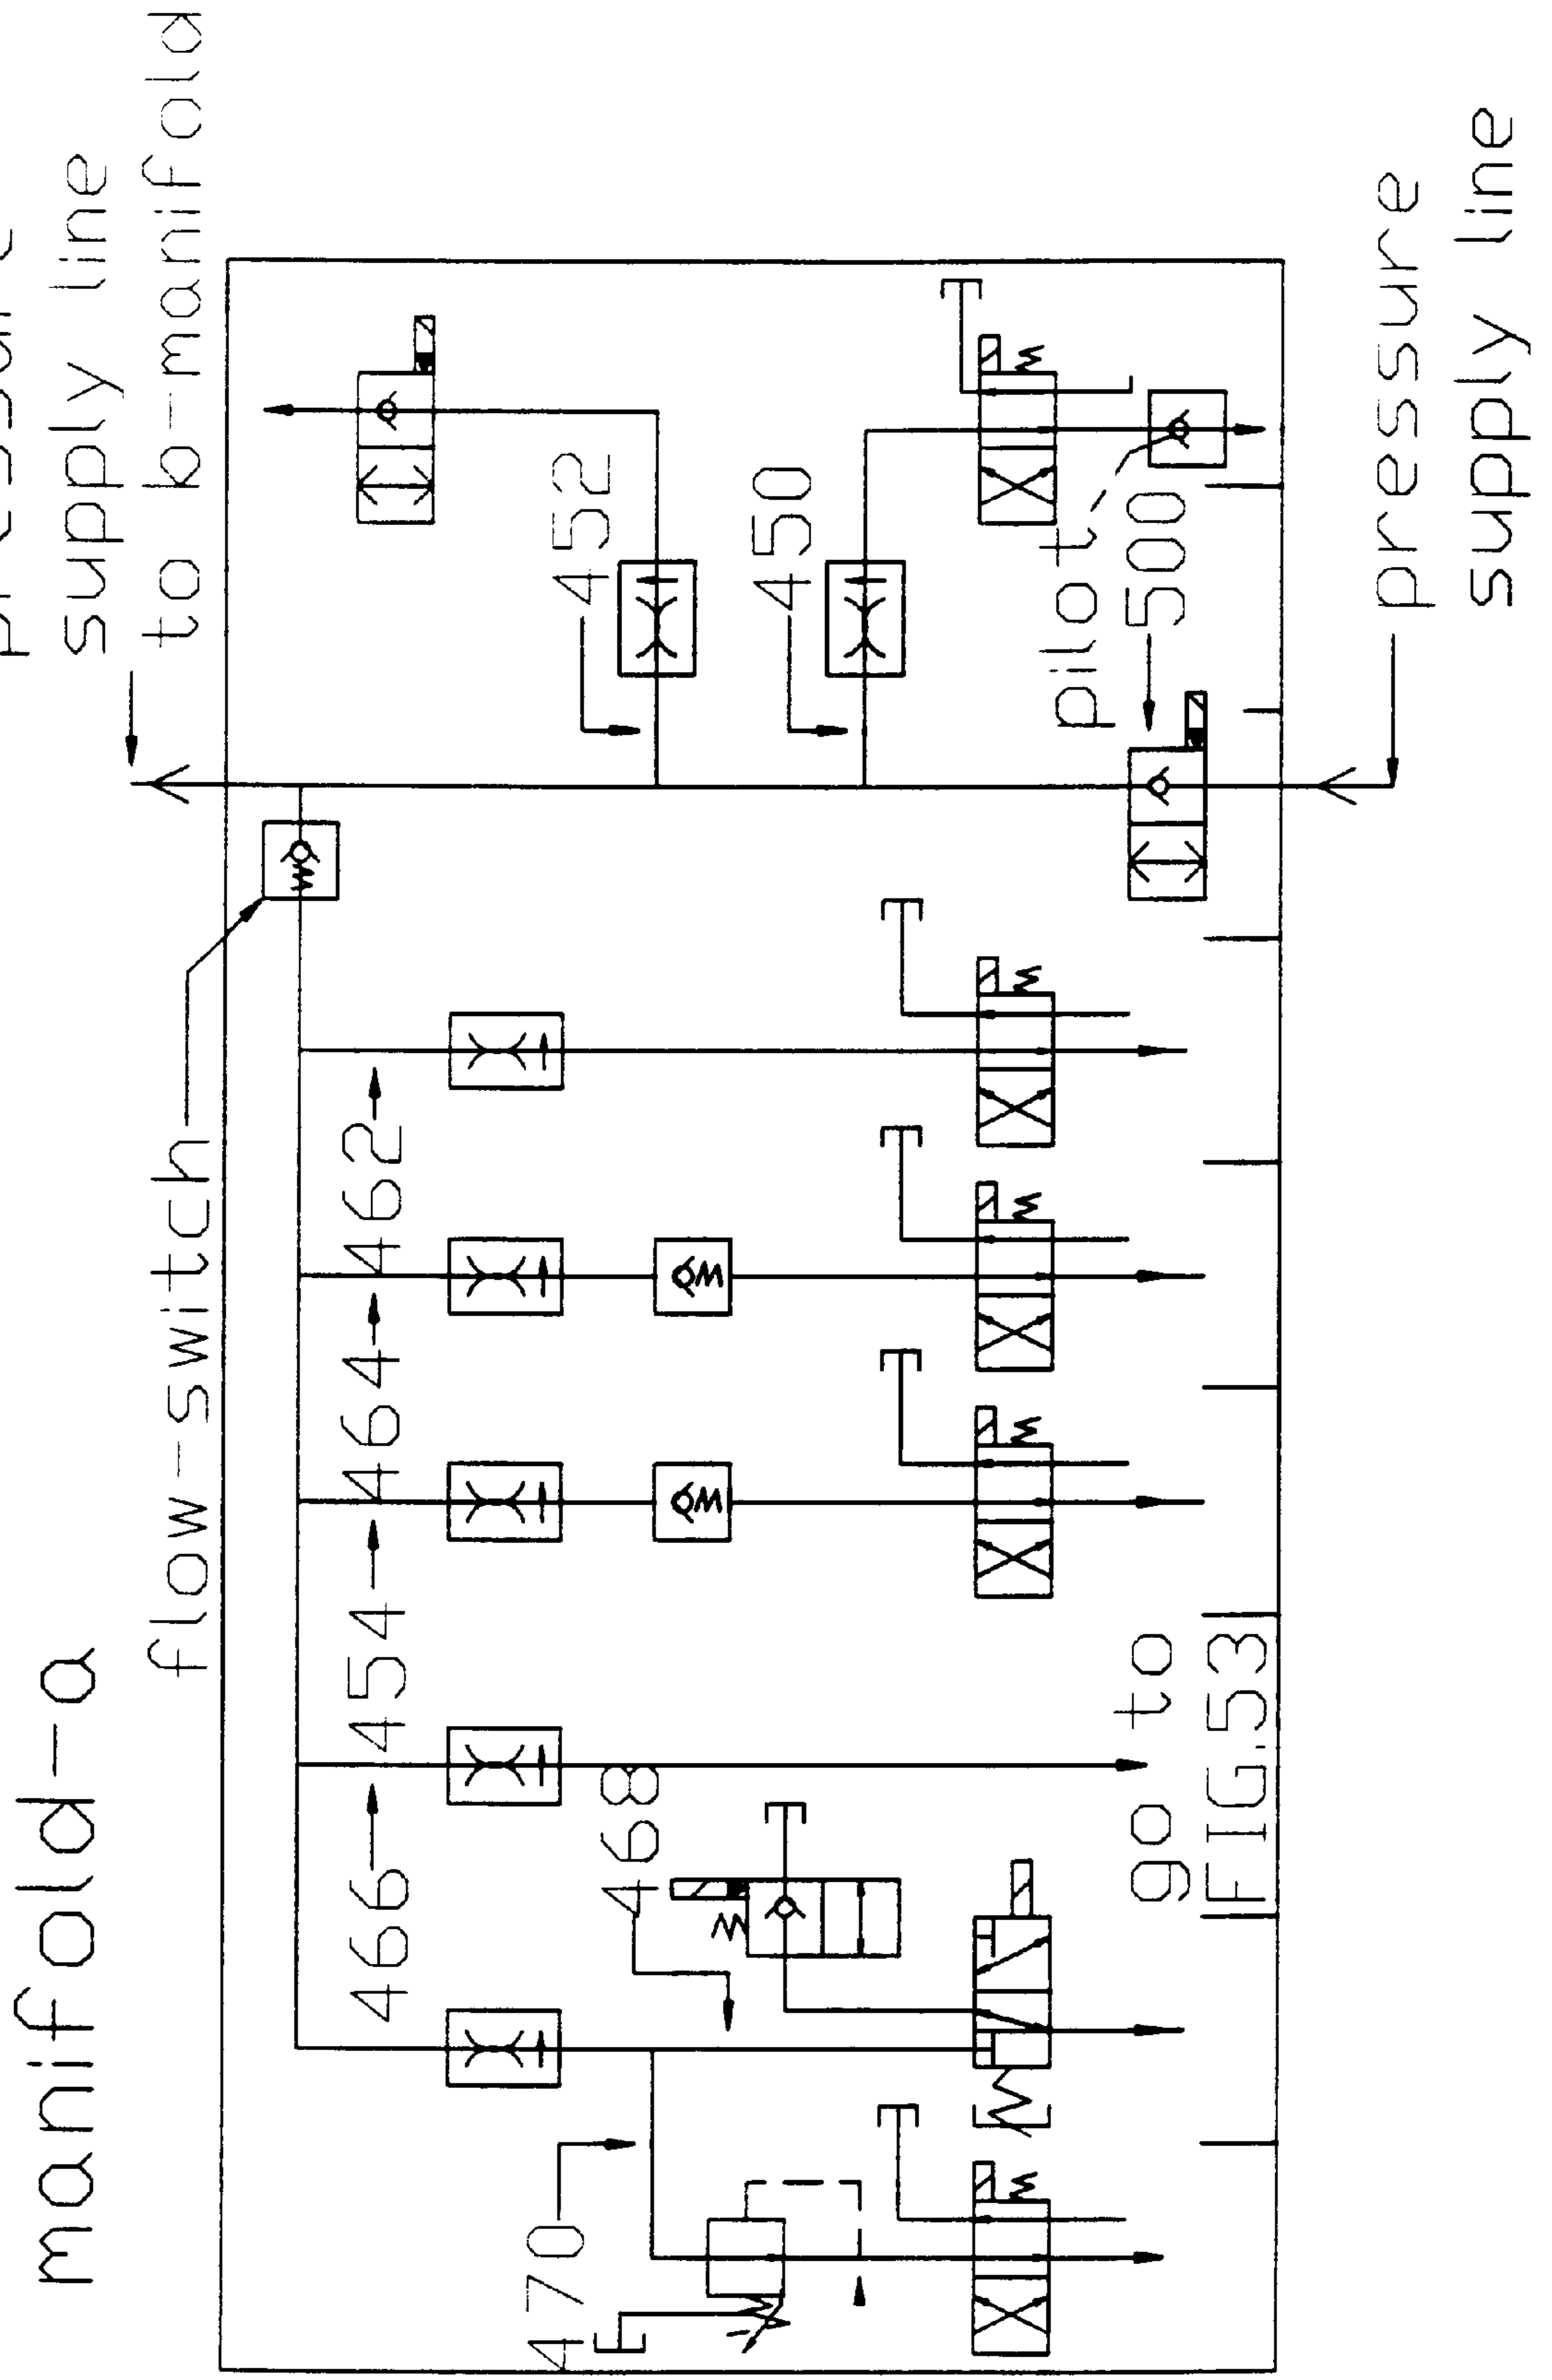 manifold-a
supply line
to k-manifold
flow-switch
466
454
464
462
470
468
452
450
pilot
500
go to
FIG.53
pressure
supply line